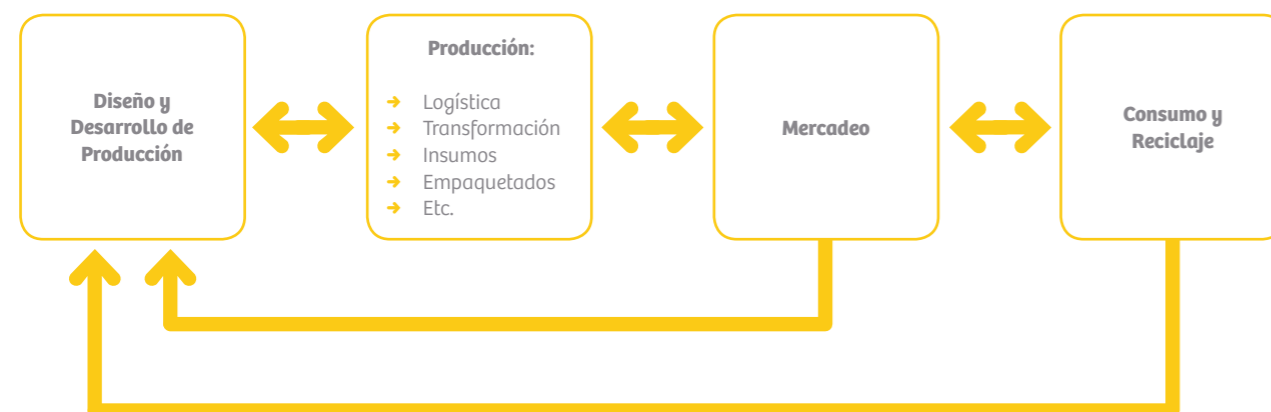 Diseño y
Desarrollo de
Producción
Producción:
Logística
Transformación
Insumos
Empaquetados
Etc.
Mercadeo
Consumo y
Reciclaje